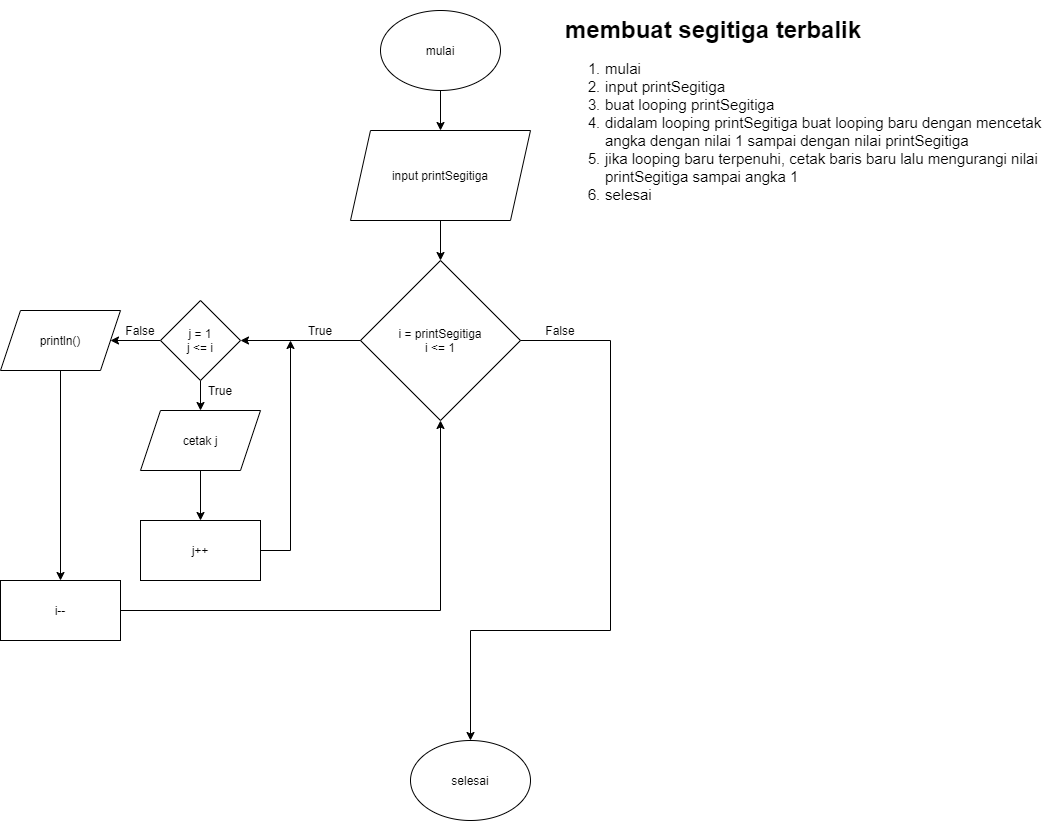 membuat segitiga terbalik
1. mulai
2. input printSegitiga
3. buat looping printSegitiga
4. didalam looping printSegitiga buat looping baru dengan mencetak
angka dengan nilai 1 sampai dengan nilai printSegitiga
5. jika looping baru terpenuhi, cetak baris baru lalu mengurangi nilai
printSegitiga sampai angka 1
6. selesai
mulai
input printSegitiga
i = printSegitiga
i <= 1
True
False
j = 1
j <= i
False
True
println()
cetak j
j++
i--
selesai